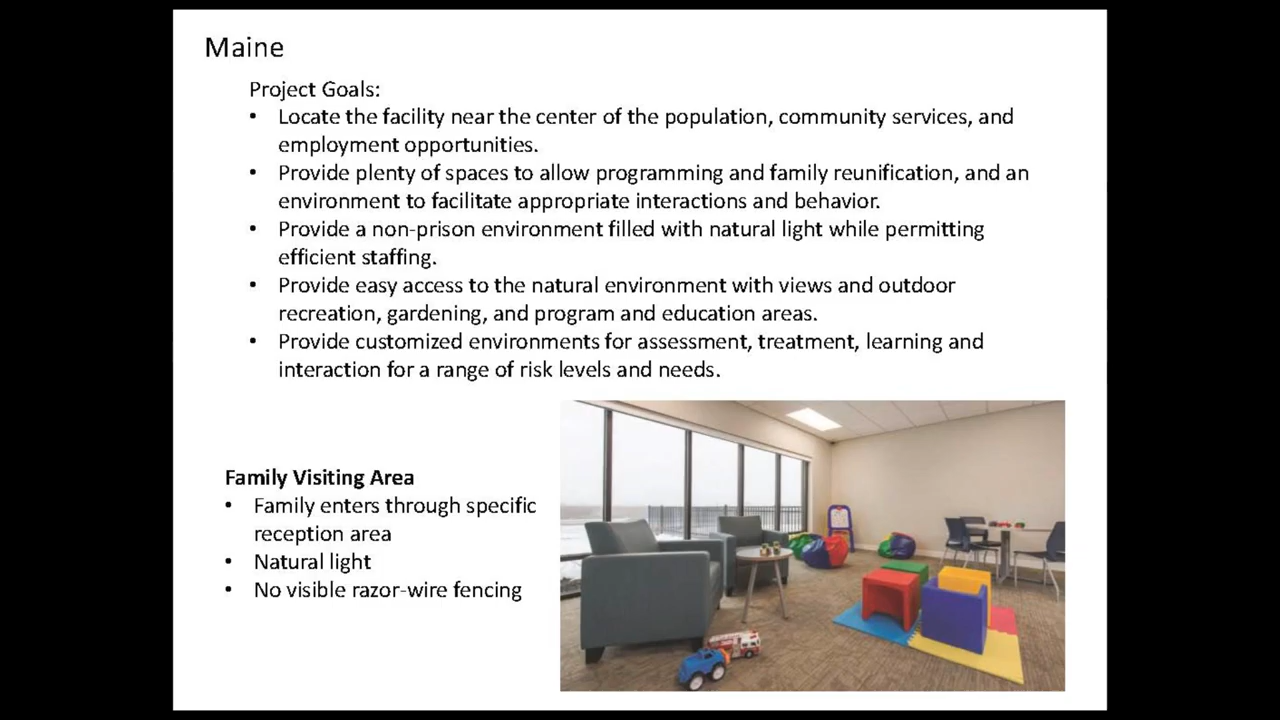 Maine
Project Goals:
• Locate the facility near the center of the population, community services, and
employment opportunities.
• Provide plenty of spaces to allow programming and family reunification, and an
environment to facilitate appropriate interactions and behavior.
• Provide a non-prison environment filled with natural light while permitting
efficient staffing.
• Provide easy access to the natural environment with views and outdoor
recreation, gardening, and program and education areas.
• Provide customized environments for assessment, treatment, learning and
interaction for a range of risk levels and needs.
Family Visiting Area
• Family enters through specific
reception area
• Natural light
• No visible razor-wire fencing